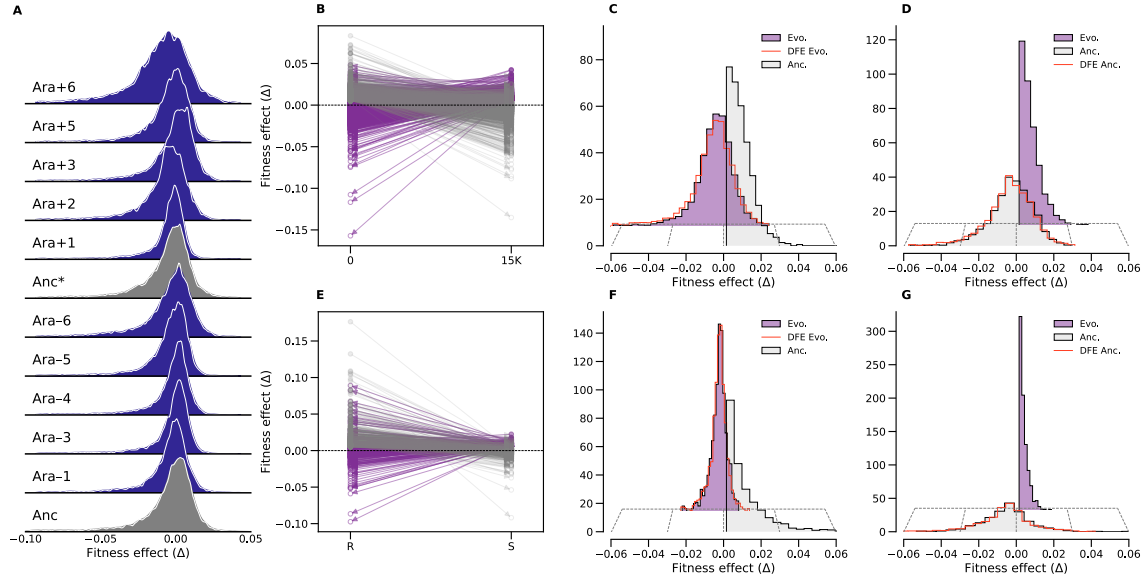 A
Ara+6
Ara+5
Ara+3
Ara+2
Ara+1
Anc*
Ara−6
Ara−5
Ara−4
Ara−3
Ara−1
Anc
−0.10
−0.05
0.00
0.05
Fitness effect (Δ)
B
Fitness effect (Δ)
0.05
0.00
−0.05
−0.10
−0.15
0
15K
C
Evo.
DFE Evo.
Anc.
80
60
40
20
0
−0.06
−0.04
−0.02
0.00
0.02
0.04
0.06
Fitness effect (Δ)
D
Evo.
Anc.
DFE Anc.
120
100
80
60
40
20
0
−0.06
−0.04
−0.02
0.00
0.02
0.04
0.06
Fitness effect (Δ)
E
Fitness effect (Δ)
0.15
0.10
0.05
0.00
−0.05
−0.10
R
S
F
Evo.
DFE Evo.
Anc.
140
120
100
80
60
40
20
0
−0.06
−0.04
−0.02
0.00
0.02
0.04
0.06
Fitness effect (Δ)
G
Evo.
Anc.
DFE Anc.
300
250
200
150
100
50
0
−0.06
−0.04
−0.02
0.00
0.02
0.04
0.06
Fitness effect (Δ)